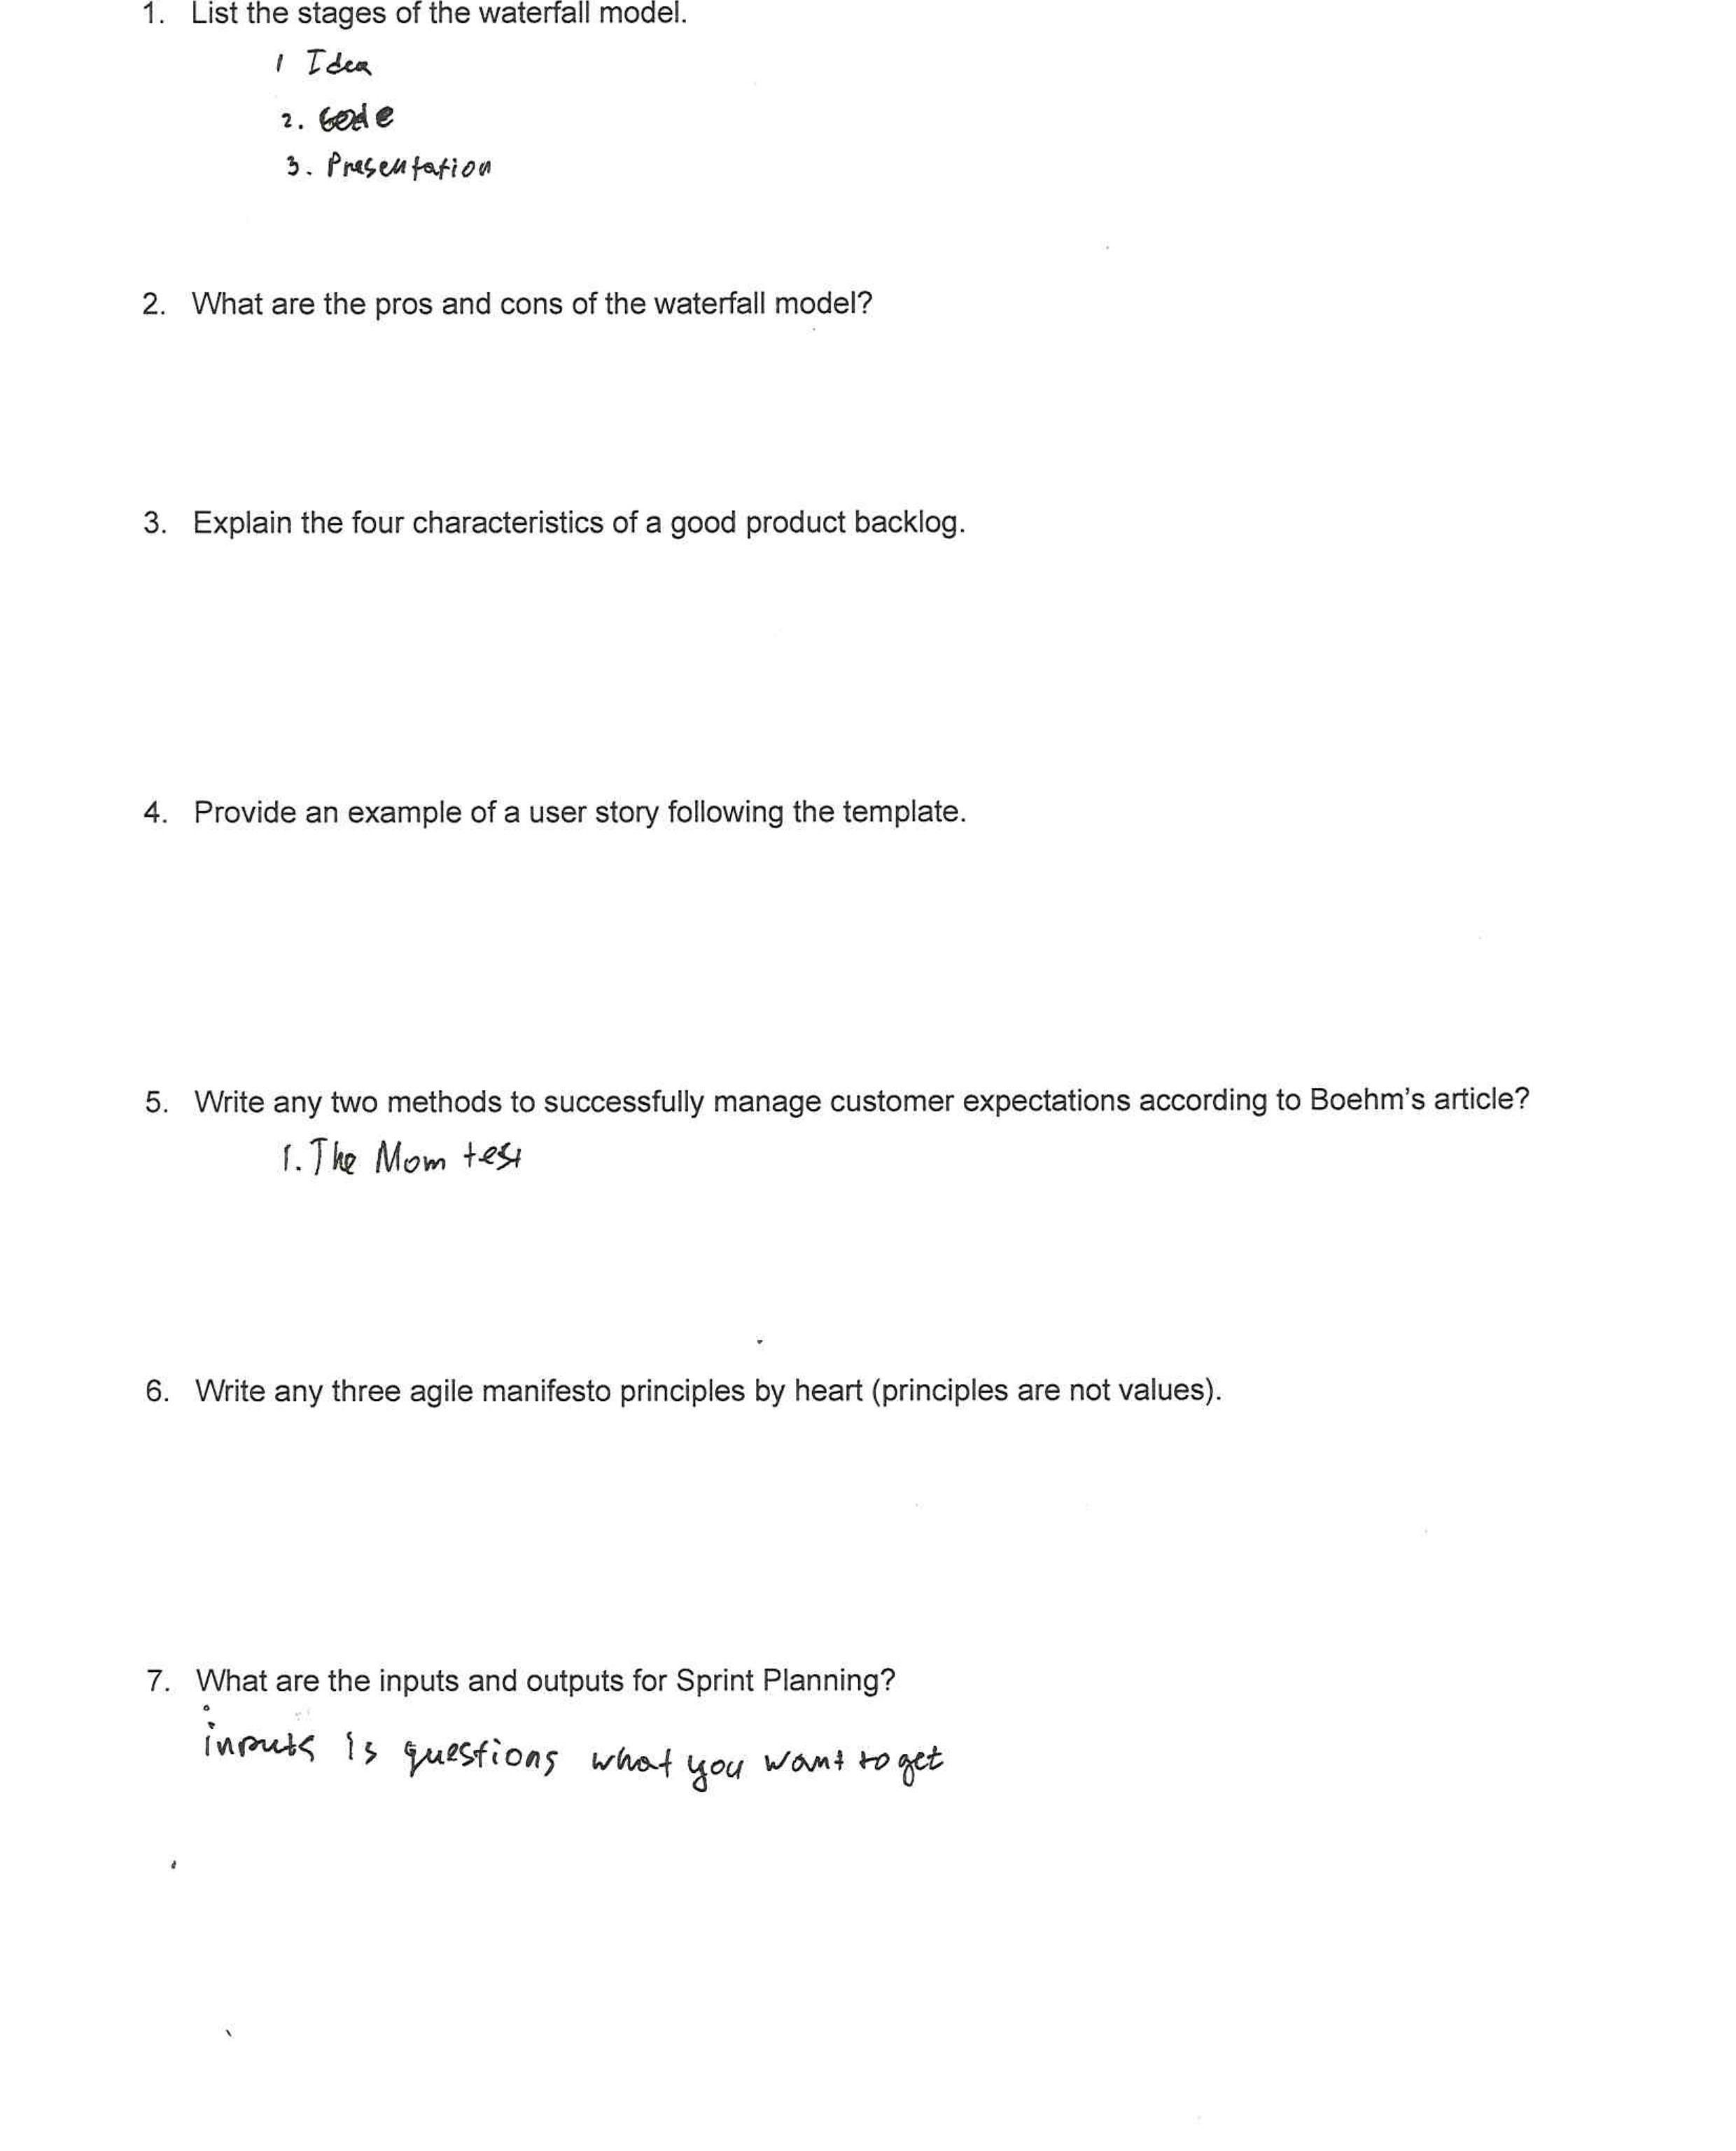 1. List the stages of the waterfall model.
1 Idea
2. Code
3. Presentation
2. What are the pros and cons of the waterfall model?
3. Explain the four characteristics of a good product backlog.
4. Provide an example of a user story following the template.
5. Write any two methods to successfully manage customer expectations according to Boehm's article?
1. The Mom test
6. Write any three agile manifesto principles by heart (principles are not values).
7. What are the inputs and outputs for Sprint Planning?
inputs is questions what you want to get